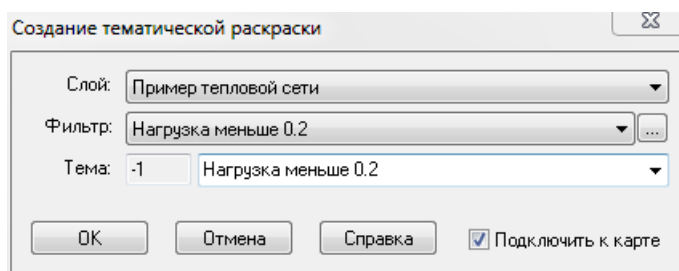 Создание тематической раскраски
Слой: Пример тепловой сети
Фильтр: Нагрузка меньше 0.2 ...
Тема: -1 Нагрузка меньше 0.2
ОК Отмена Справка Подключить к карте